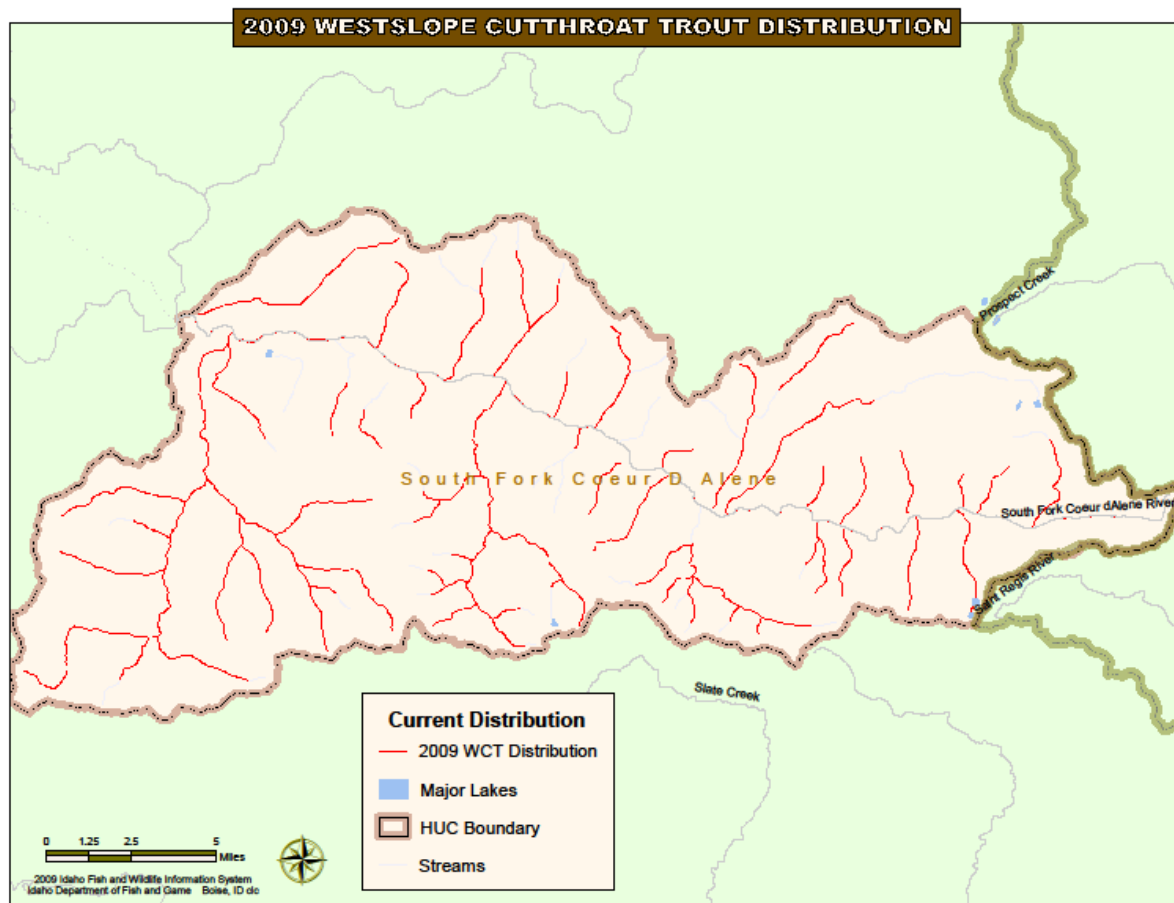 2009 WESTSLOPE CUTTHROAT TROUT DISTRIBUTION
Prospect Creek
South Fork Coeur D Alene
South Fork Coeur dAlene River
Saint Regis River
Slate Creek
Current Distribution
2009 WCT Distribution
Major Lakes
HUC Boundary
Streams
0 1.25 2.5 5
Miles
2009 Idaho Fish and Wildlife Information System
Idaho Department of Fish and Game Boise, ID clc